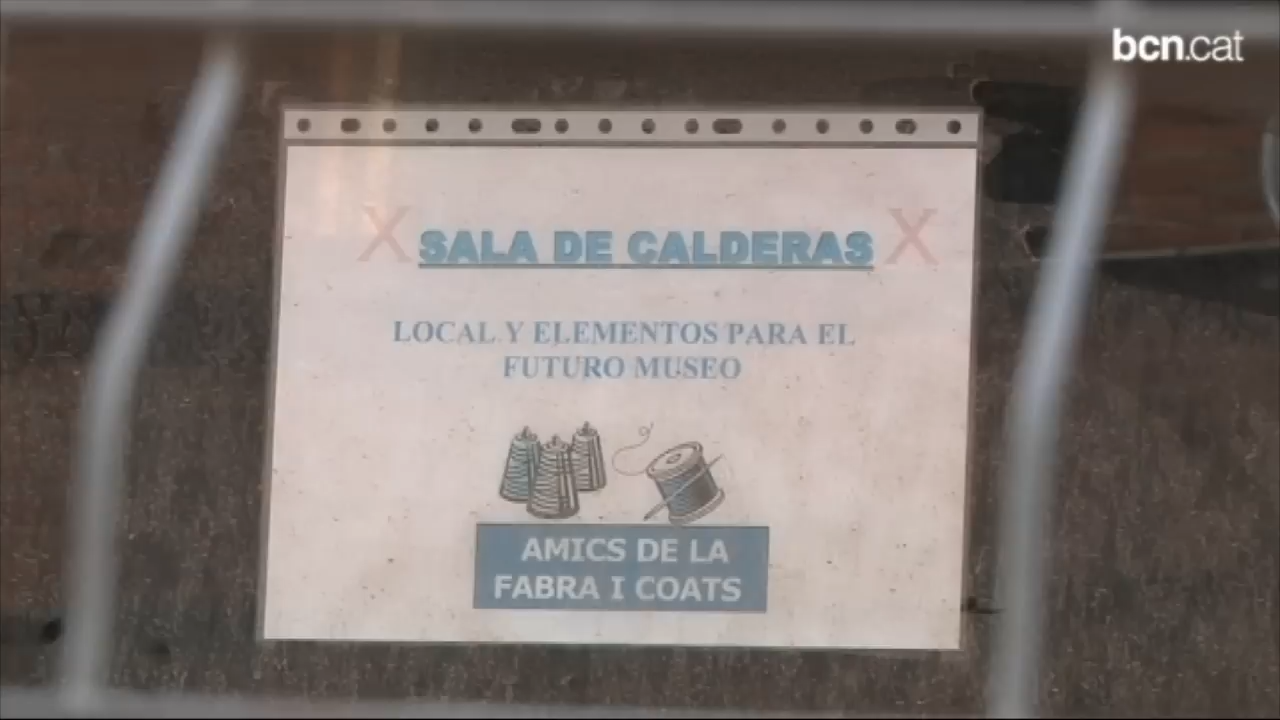 bcn.cat
X SALA DE CALDERAS X
LOCAL Y ELEMENTOS PARA EL
FUTURO MUSEO
AMICS DE LA
FABRA I COATS